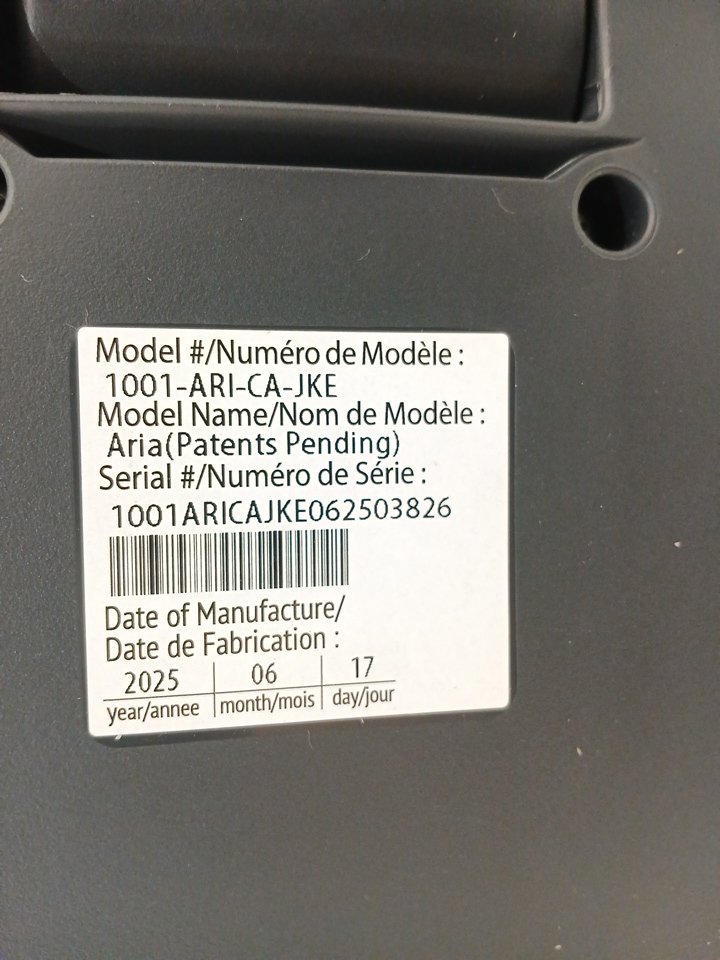 Model #/Numéro de Modèle :
1001-ARI-CA-JKE
Model Name/Nom de Modèle :
Aria(Patents Pending)
Serial #/Numéro de Série :
1001ARICAJKE062503826
Date of Manufacture/
Date de Fabrication :
2025 06 17
year/annee month/mois day/jour